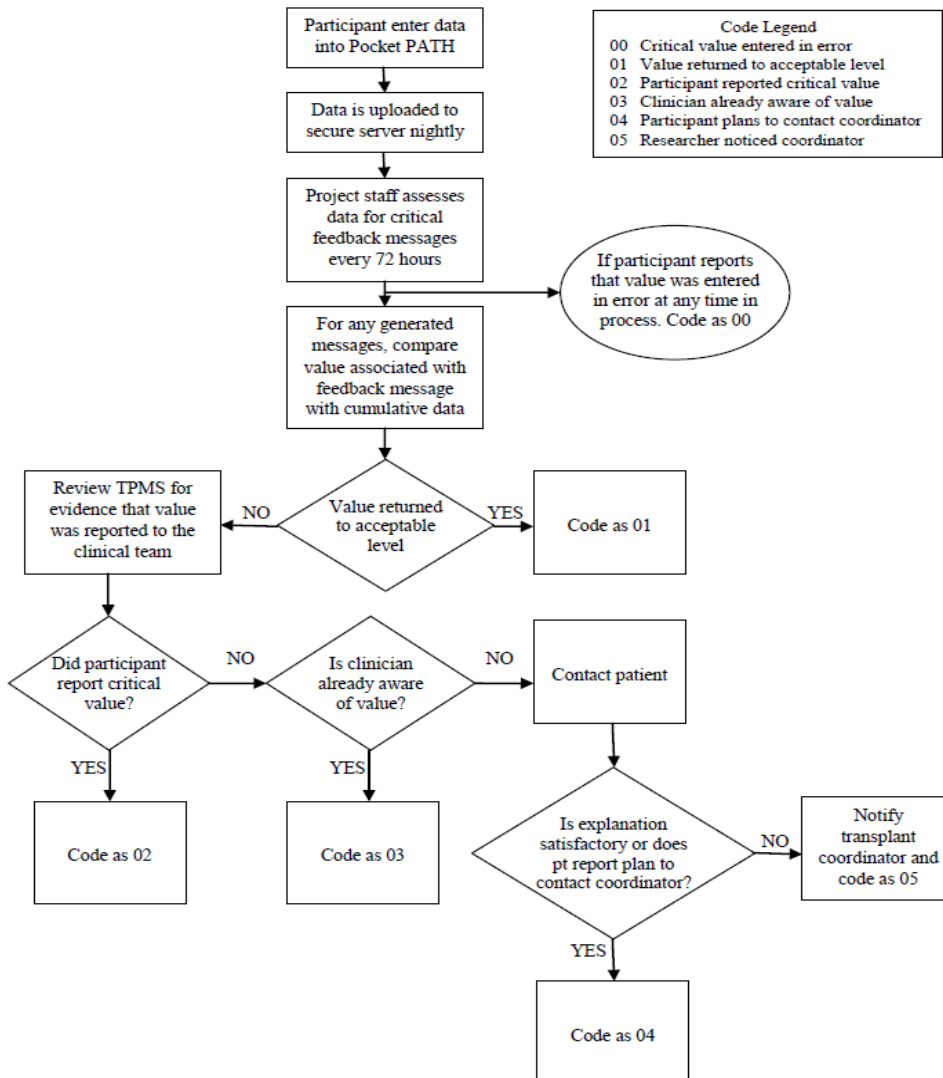 Participant enter data
into Pocket PATH
Code Legend
00 Critical value entered in error
01 Value returned to acceptable level
02 Participant reported critical value
03 Clinician already aware of value
04 Participant plans to contact coordinator
05 Researcher noticed coordinator
Data is uploaded to
secure server nightly
Project staff assesses
data for critical
feedback messages
every 72 hours
If participant reports
that value was entered
in error at any time in
process. Code as 00
For any generated
messages, compare
value associated with
feedback message
with cumulative data
Value returned
to acceptable
level
YES
Code as 01
NO
Review TPMS for
evidence that value
was reported to the
clinical team
Did participant
report critical
value?
YES
Code as 02
NO
Is clinician
already aware
of value?
YES
Code as 03
NO
Contact patient
Is explanation
satisfactory or does
pt report plan to
contact coordinator?
NO
Notify
transplant
coordinator and
code as 05
YES
Code as 04